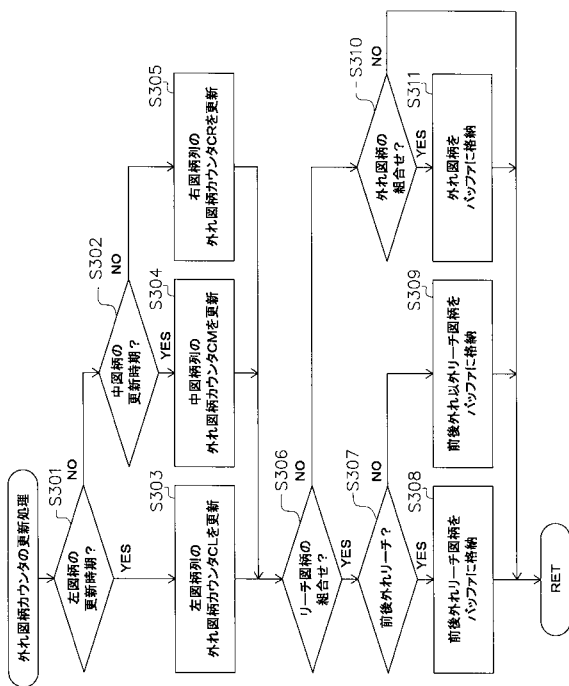 外れ図柄カウンタの更新処理
S301
左図柄の
更新時期?
NO
YES
S302
中図柄の
更新時期?
NO
YES
S303
左図柄列の
外れ図柄カウンタCLを更新
S304
中図柄列の
外れ図柄カウンタCMを更新
S305
右図柄列の
外れ図柄カウンタCRを更新
S306
リーチ図柄の
組合せ?
NO
YES
S307
前後外れリーチ?
NO
YES
S308
前後外れリーチ図柄を
バッファに格納
S309
前後外れ以外リーチ図柄を
バッファに格納
S310
外れ図柄の
組合せ?
NO
YES
S311
外れ図柄を
バッファに格納
RET